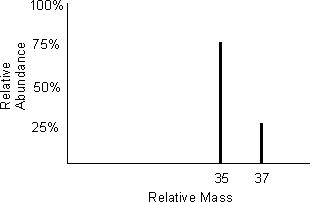 100%
75%
50%
25%
Relative
Abundance
35 37
Relative Mass